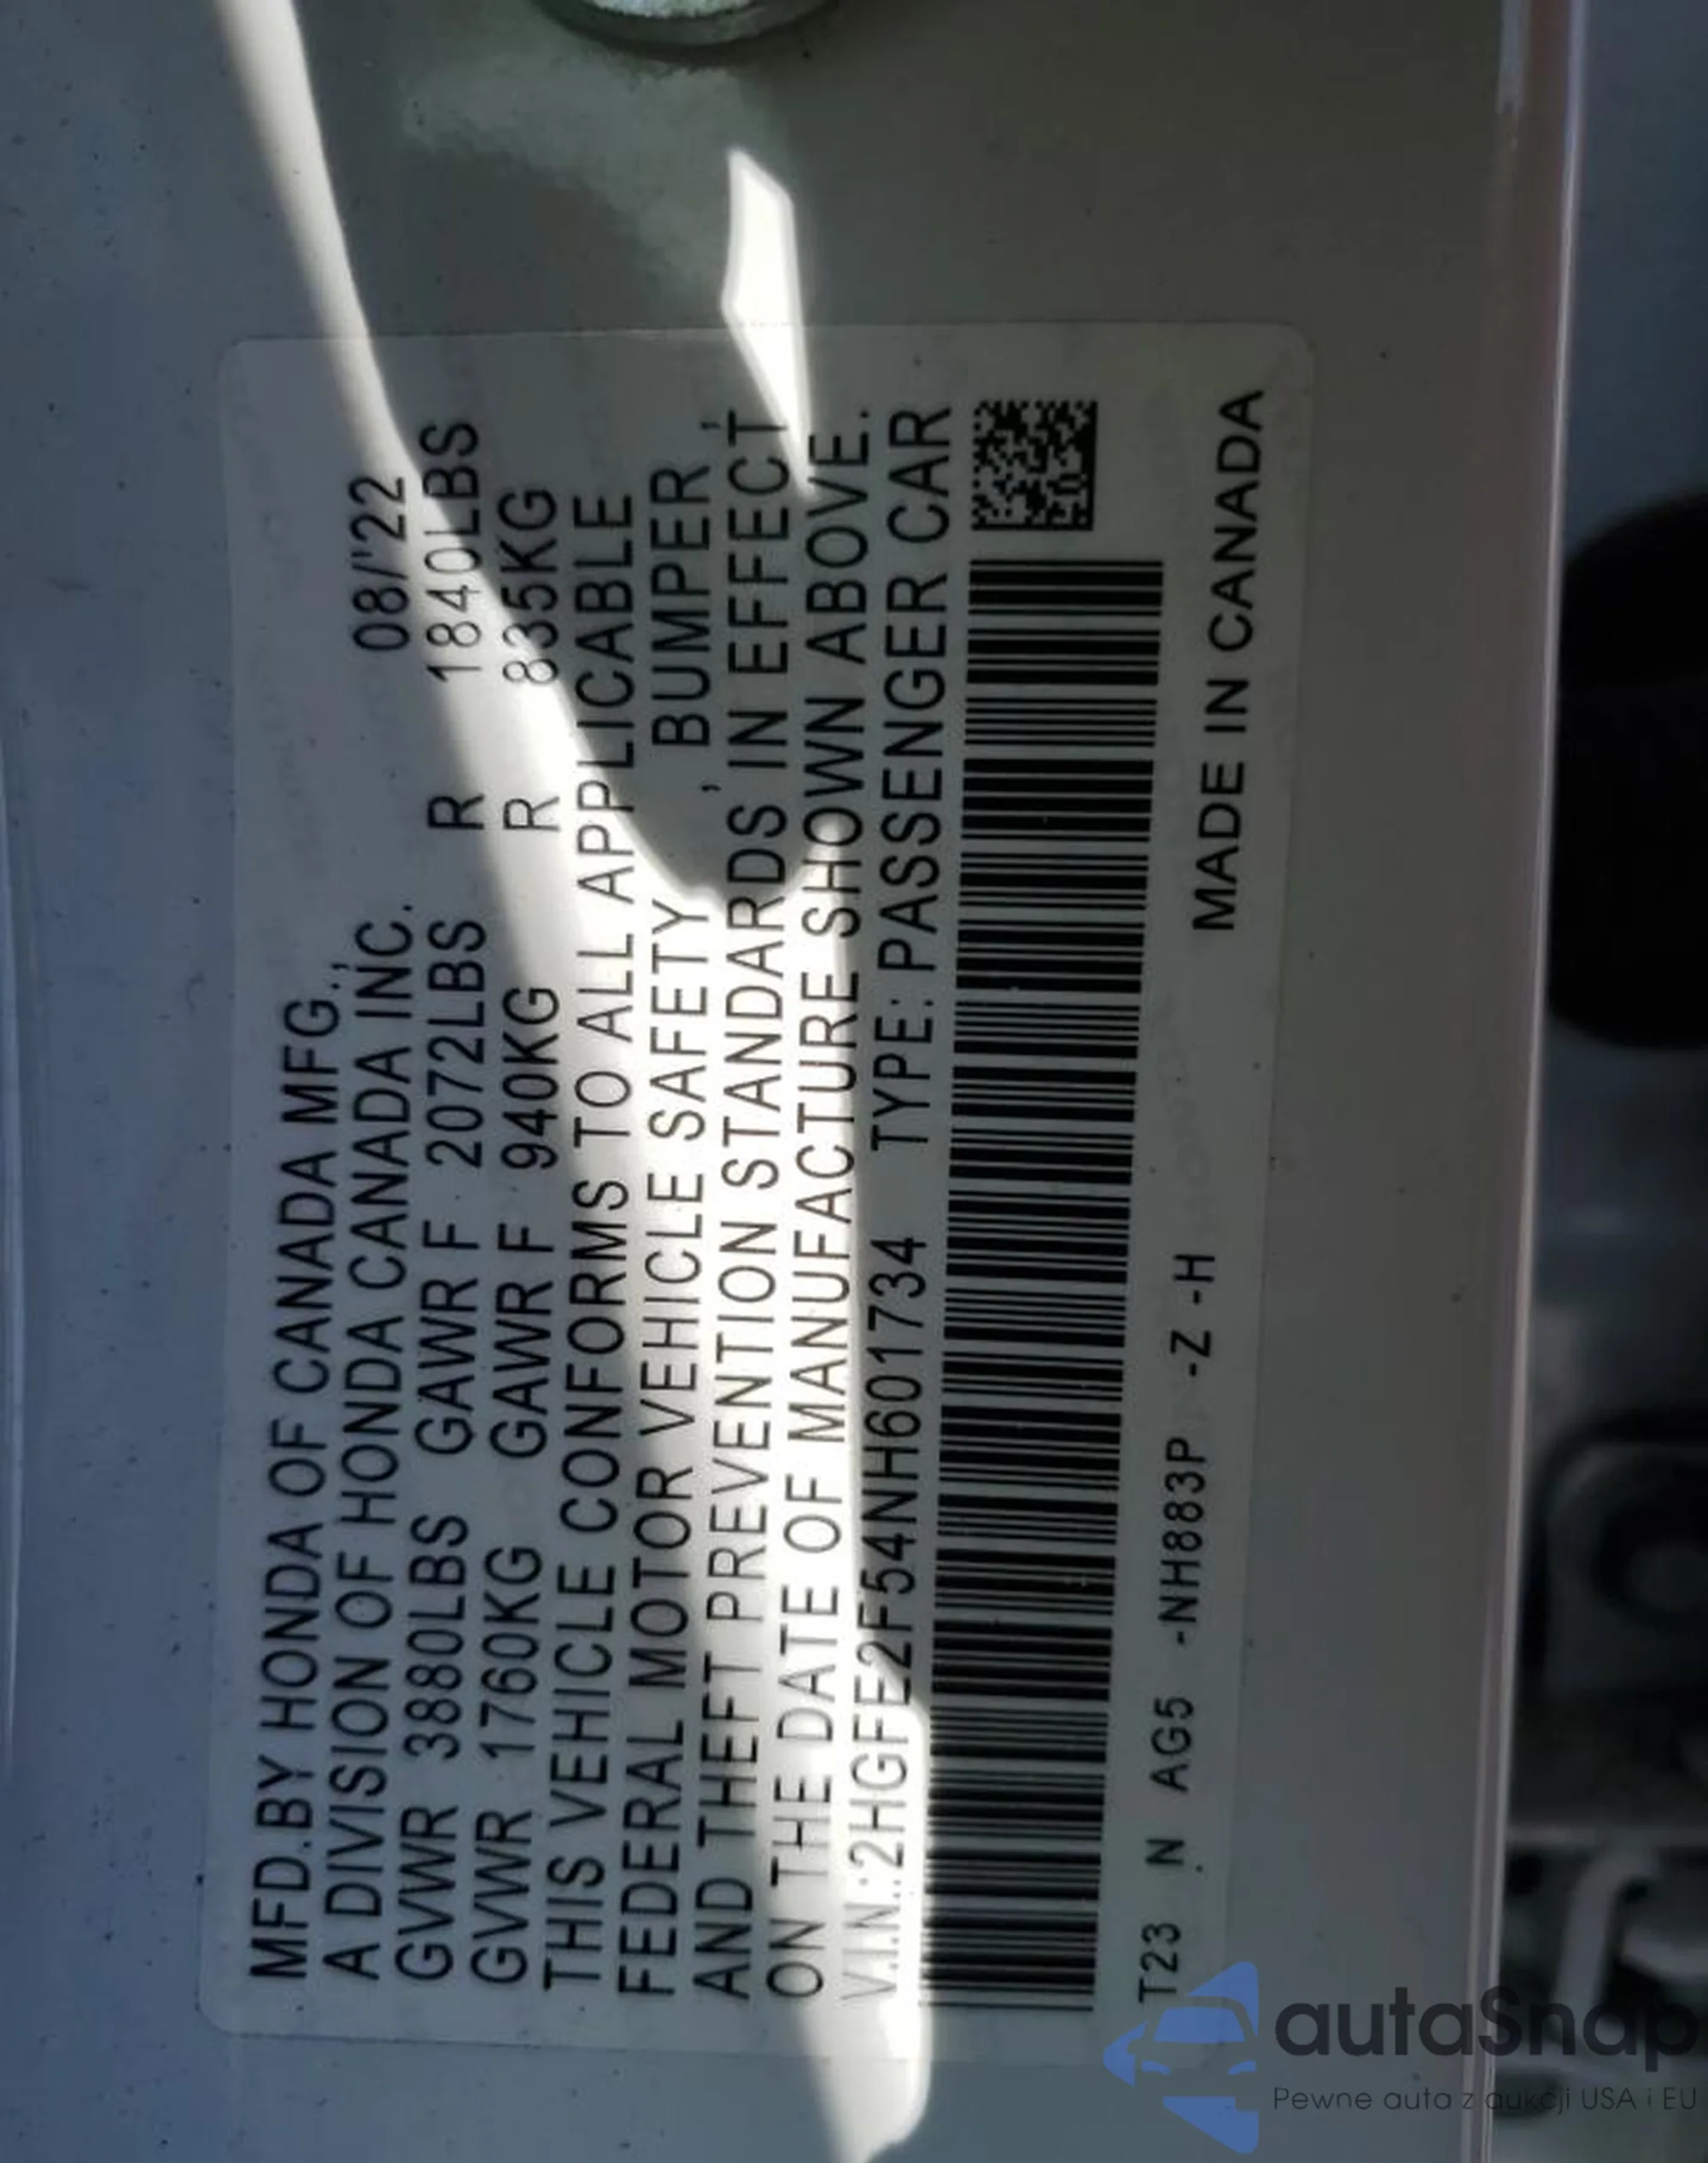 MFD.BY HONDA OF CANADA MFG.,
A DIVISION OF HONDA CANADA INC. 08/'22
GVWR 3880LBS GAWR F 2072LBS R 1840LBS
GVWR 1760KG GAWR F 940KG R 835KG
THIS VEHICLE CONFORMS TO ALL APPLICABLE
FEDERAL MOTOR VEHICLE SAFETY , BUMPER ,
AND THEFT PREVENTION STANDARDS IN EFFECT
ON THE DATE OF MANUFACTURE SHOWN ABOVE.
V.I.N.:2HGFE2F54NH601734 TYPE: PASSENGER CAR
T23 N AG5 -NH883P -Z -H MADE IN CANADA
autaSnap
Pewne auta z aukcji USA i EU